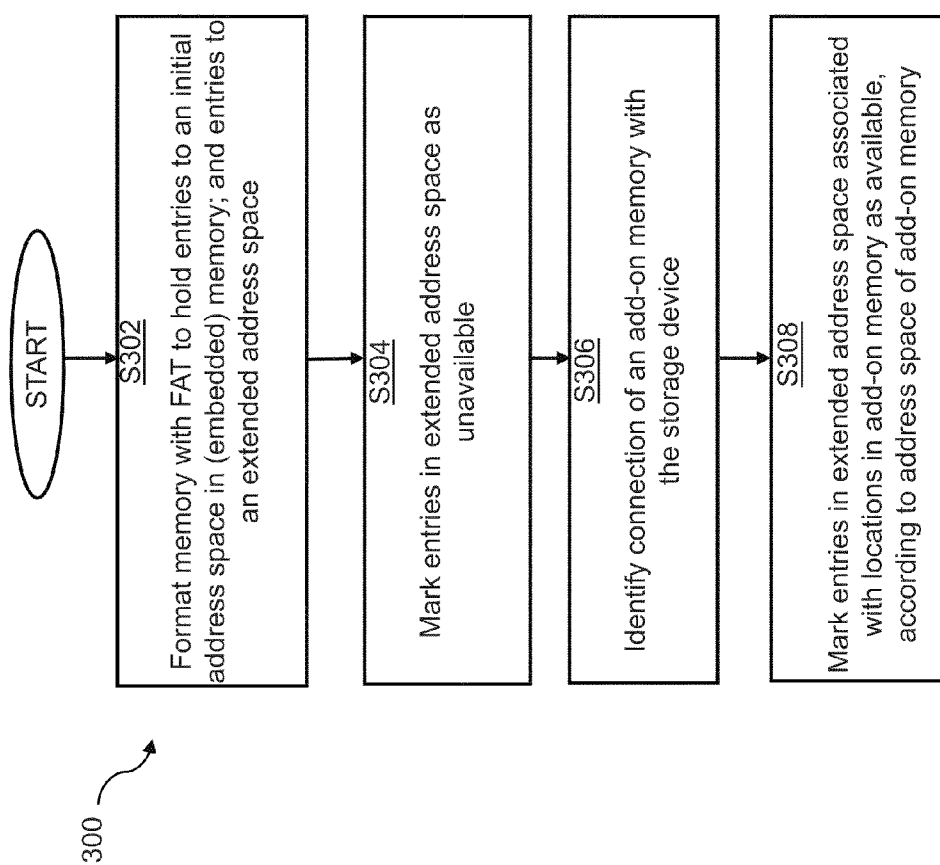 300
START
S302
Format memory with FAT to hold entries to an initial
address space in (embedded) memory; and entries to
an extended address space
S304
Mark entries in extended address space as
unavailable
S306
Identify connection of an add-on memory with
the storage device
S308
Mark entries in extended address space associated
with locations in add-on memory as available,
according to address space of add-on memory